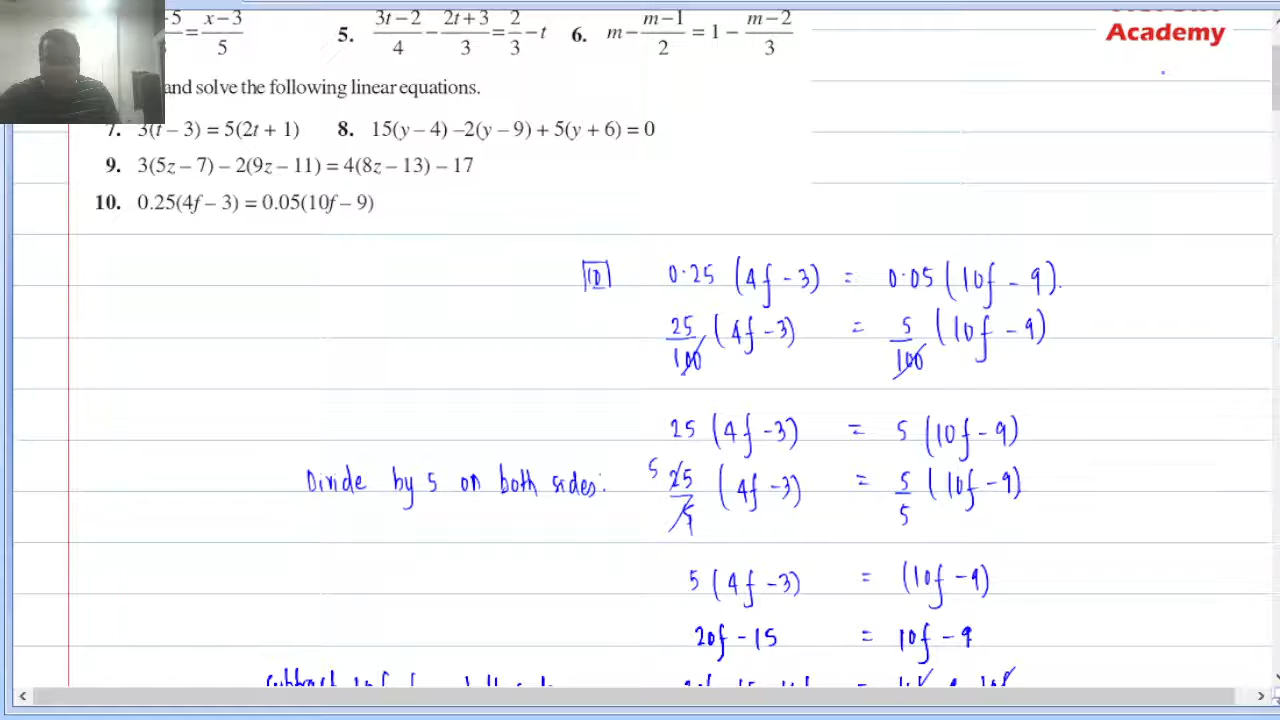 -5/ = x-3/5 5. 3t-2/4 - 2t+3/3 = 2/3 - t 6. m - m-1/2 = 1 - m-2/3
Academy
and solve the following linear equations.
7. 3(t – 3) = 5(2t + 1) 8. 15(y – 4) –2(y – 9) + 5(y + 6) = 0
9. 3(5z – 7) – 2(9z – 11) = 4(8z – 13) – 17
10. 0.25(4f – 3) = 0.05(10f – 9)
10 0.25 (4f - 3) = 0.05 (10f - 9).
25/100 (4f - 3) = 5/100 (10f - 9)
25 (4f - 3) = 5 (10f - 9)
Divide by 5 on both sides: 5 25/5 (4f - 3) = 5/5 (10f - 9)
5 (4f - 3) = (10f - 9)
20f - 15 = 10f - 9
subtract